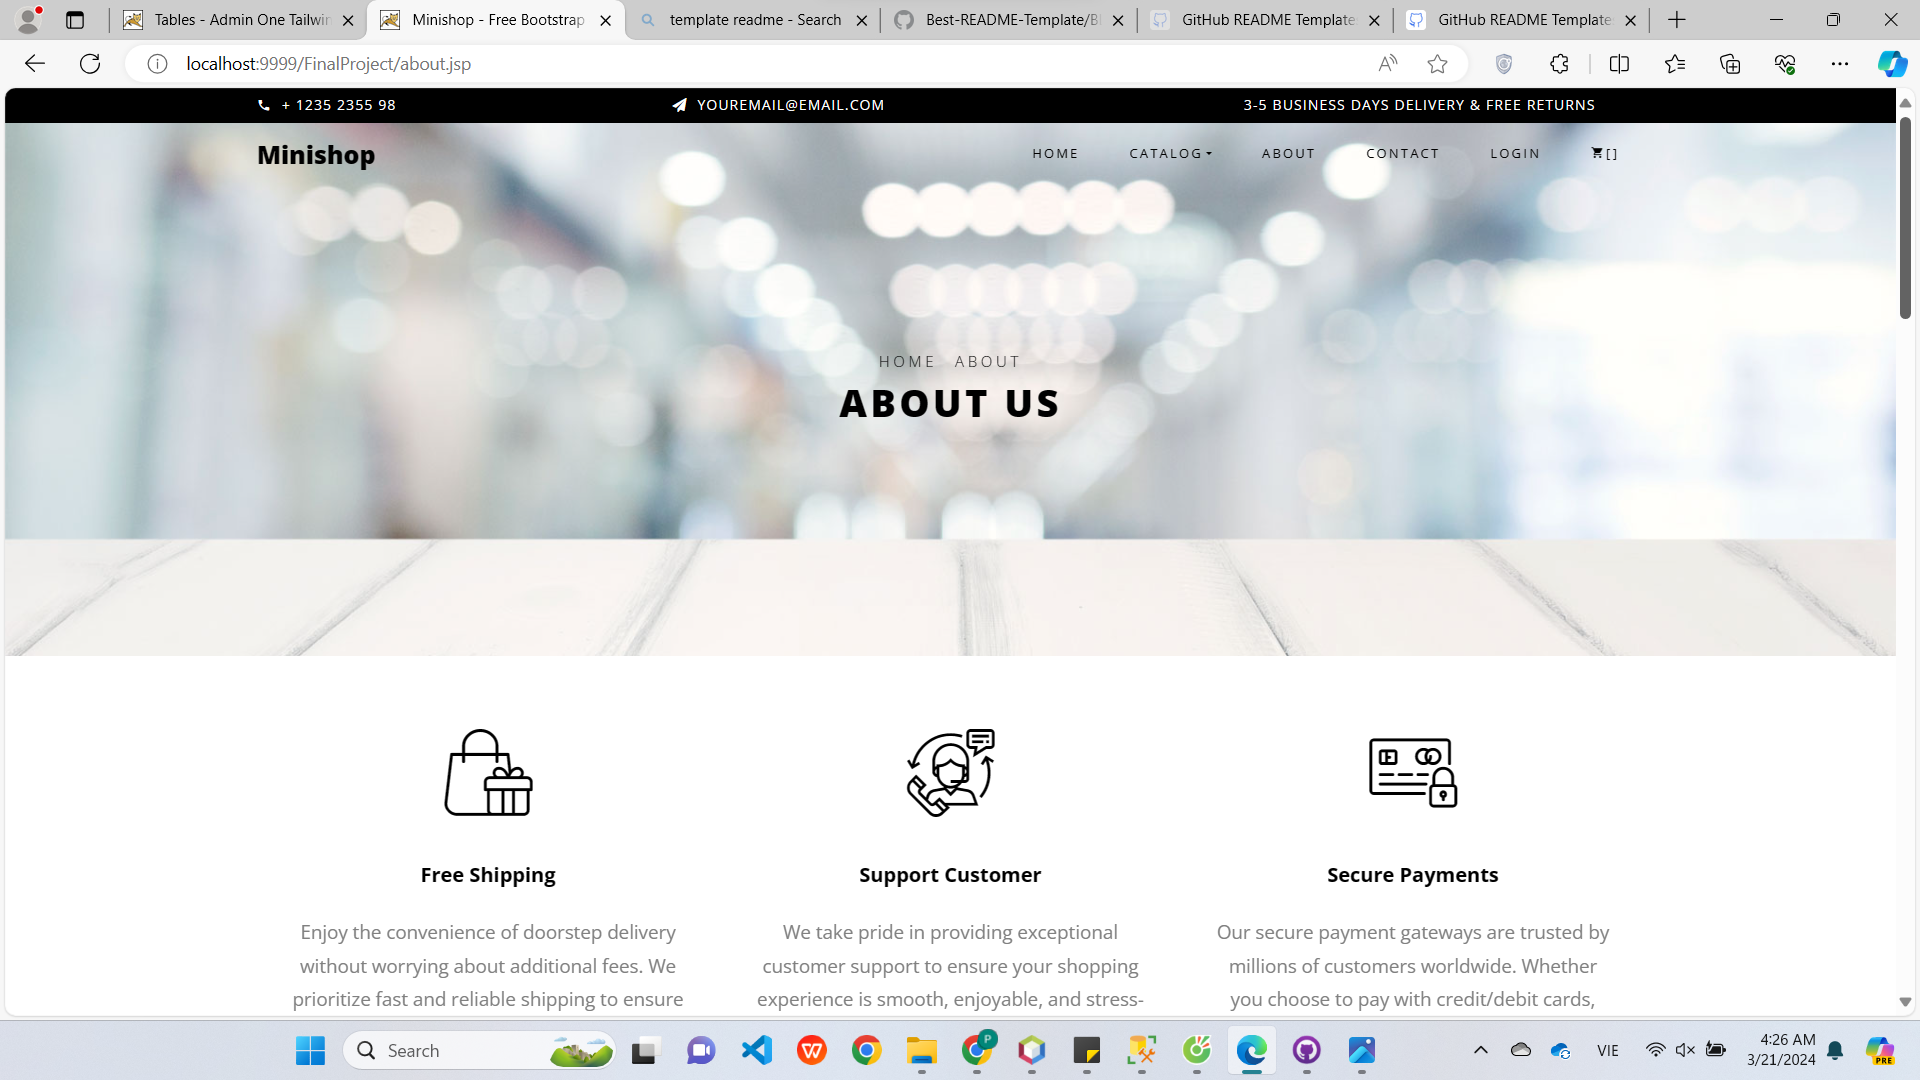 Tables - Admin One Tailwin
Minishop - Free Bootstrap
template readme - Search
Best-README-Template/Bl
GitHub README Template
GitHub README Template
localhost:9999/FinalProject/about.jsp
+ 1235 2355 98
YOUREMAIL@EMAIL.COM
3-5 BUSINESS DAYS DELIVERY & FREE RETURNS
Minishop
HOME
CATALOG
ABOUT
CONTACT
LOGIN
[]
HOME ABOUT
ABOUT US
Free Shipping
Enjoy the convenience of doorstep delivery
without worrying about additional fees. We
prioritize fast and reliable shipping to ensure
Support Customer
We take pride in providing exceptional
customer support to ensure your shopping
experience is smooth, enjoyable, and stress-
Secure Payments
Our secure payment gateways are trusted by
millions of customers worldwide. Whether
you choose to pay with credit/debit cards,
Search
P
VIE
4:26 AM
3/21/2024
PRE